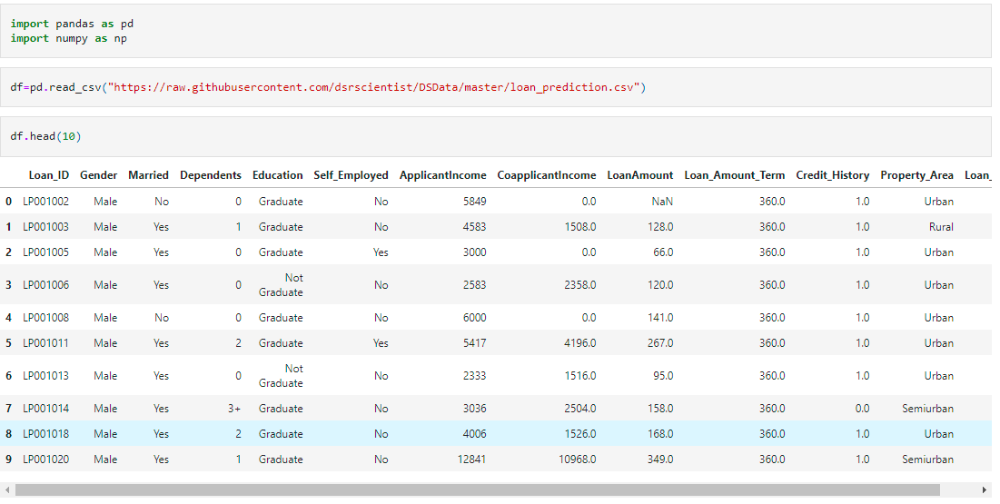 import pandas as pd
import numpy as np
df=pd.read_csv("https://raw.githubusercontent.com/dsrscientist/DSData/master/loan_prediction.csv")
df.head(10)
Loan_ID Gender Married Dependents Education Self_Employed ApplicantIncome CoapplicantIncome LoanAmount Loan_Amount_Term Credit_History Property_Area Loan_
0 LP001002 Male No 0 Graduate No 5849 0.0 NaN 360.0 1.0 Urban
1 LP001003 Male Yes 1 Graduate No 4583 1508.0 128.0 360.0 1.0 Rural
2 LP001005 Male Yes 0 Graduate Yes 3000 0.0 66.0 360.0 1.0 Urban
3 LP001006 Male Yes 0 Not Graduate No 2583 2358.0 120.0 360.0 1.0 Urban
4 LP001008 Male No 0 Graduate No 6000 0.0 141.0 360.0 1.0 Urban
5 LP001011 Male Yes 2 Graduate Yes 5417 4196.0 267.0 360.0 1.0 Urban
6 LP001013 Male Yes 0 Not Graduate No 2333 1516.0 95.0 360.0 1.0 Urban
7 LP001014 Male Yes 3+ Graduate No 3036 2504.0 158.0 360.0 0.0 Semiurban
8 LP001018 Male Yes 2 Graduate No 4006 1526.0 168.0 360.0 1.0 Urban
9 LP001020 Male Yes 1 Graduate No 12841 10968.0 349.0 360.0 1.0 Semiurban